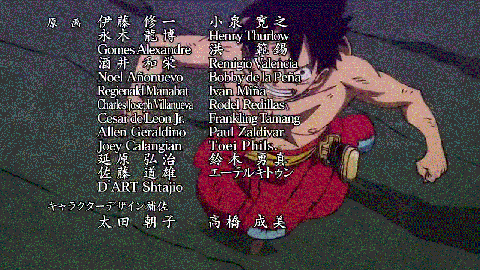 原画 伊藤 修一 小泉 寛之
永木 龍博 Henry Thurlow
Gomes Alexandre 洪 範錫
酒井 和栄 Remigio Valencia
Noel Añonuevo Bobby de la Peña
Regienald Manabat Ivan Miña
Charles Joseph Villanueva Rodel Redillas
Cesar de Leon Jr. Frankling Tamang
Allen Geraldino Paul Zaldivar
Joey Calangian Toei Phils.
延原 弘治 鈴木 勇真
佐藤 道雄 エーテルキトゥン
D'ART Shtajio
キャラクターデザイン補佐
太田 朝子 高橋 成美